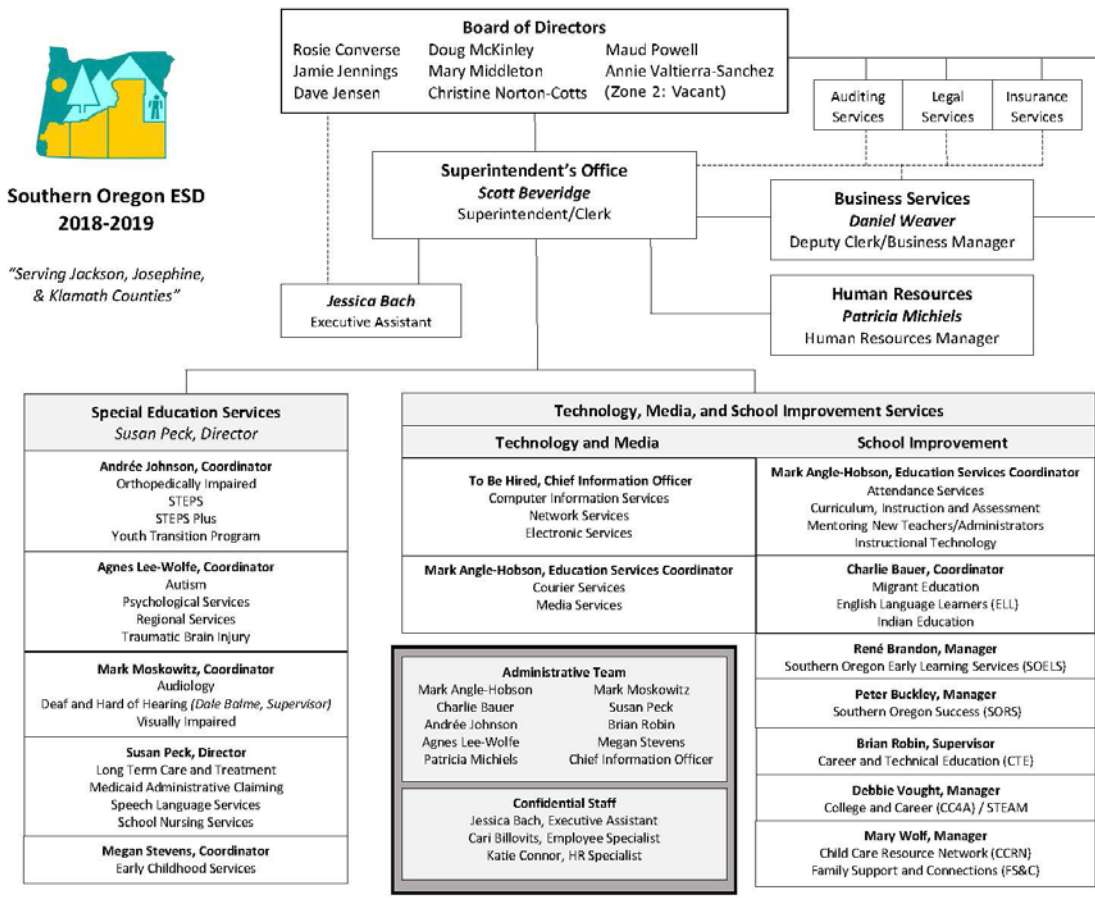 Southern Oregon ESD
2018-2019
"Serving Jackson, Josephine,
& Klamath Counties"
Board of Directors
Rosie Converse Doug McKinley Maud Powell
Jamie Jennings Mary Middleton Annie Valtierra-Sanchez
Dave Jensen Christine Norton-Cotts (Zone 2: Vacant)
Auditing
Services
Legal
Services
Insurance
Services
Superintendent's Office
Scott Beveridge
Superintendent/Clerk
Business Services
Daniel Weaver
Deputy Clerk/Business Manager
Jessica Bach
Executive Assistant
Human Resources
Patricia Michiels
Human Resources Manager
Special Education Services
Susan Peck, Director
Andrée Johnson, Coordinator
Orthopedically Impaired
STEPS
STEPS Plus
Youth Transition Program
Agnes Lee-Wolfe, Coordinator
Autism
Psychological Services
Regional Services
Traumatic Brain Injury
Mark Moskowitz, Coordinator
Audiology
Deaf and Hard of Hearing (Dale Balme, Supervisor)
Visually Impaired
Susan Peck, Director
Long Term Care and Treatment
Medicaid Administrative Claiming
Speech Language Services
School Nursing Services
Megan Stevens, Coordinator
Early Childhood Services
Technology, Media, and School Improvement Services
Technology and Media
To Be Hired, Chief Information Officer
Computer Information Services
Network Services
Electronic Services
Mark Angle-Hobson, Education Services Coordinator
Courier Services
Media Services
School Improvement
Mark Angle-Hobson, Education Services Coordinator
Attendance Services
Curriculum, Instruction and Assessment
Mentoring New Teachers/Administrators
Instructional Technology
Charlie Bauer, Coordinator
Migrant Education
English Language Learners (ELL)
Indian Education
René Brandon, Manager
Southern Oregon Early Learning Services (SOELS)
Peter Buckley, Manager
Southern Oregon Success (SORS)
Brian Robin, Supervisor
Career and Technical Education (CTE)
Debbie Vought, Manager
College and Career (CC4A) / STEAM
Mary Wolf, Manager
Child Care Resource Network (CCRN)
Family Support and Connections (FS&C)
Administrative Team
Mark Angle-Hobson Mark Moskowitz
Charlie Bauer Susan Peck
Andrée Johnson Brian Robin
Agnes Lee-Wolfe Megan Stevens
Patricia Michiels Chief Information Officer
Confidential Staff
Jessica Bach, Executive Assistant
Cari Billovits, Employee Specialist
Katie Connor, HR Specialist